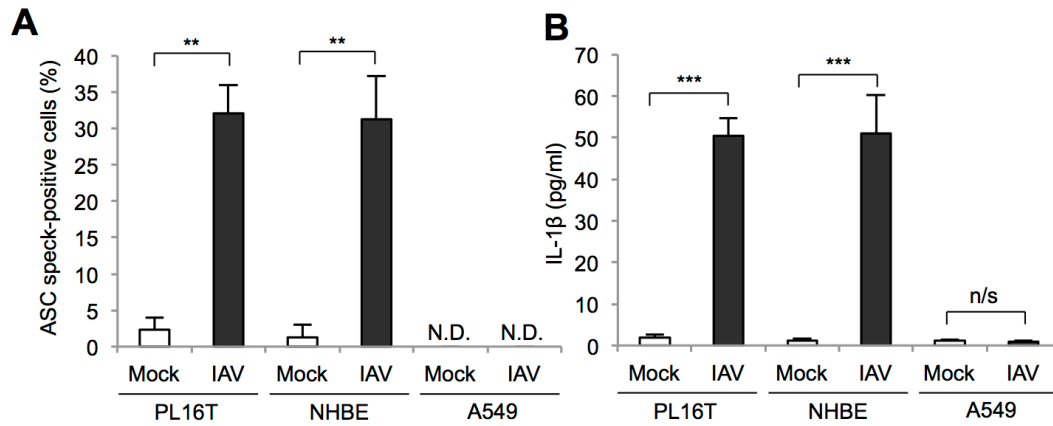 A
ASC speck-positive cells (%)
40
35
30
25
20
15
10
5
0
**
**
N.D.
N.D.
Mock
IAV
Mock
IAV
Mock
IAV
PL16T
NHBE
A549
B
IL-1β (pg/ml)
70
60
50
40
30
20
10
0
***
***
n/s
Mock
IAV
Mock
IAV
Mock
IAV
PL16T
NHBE
A549